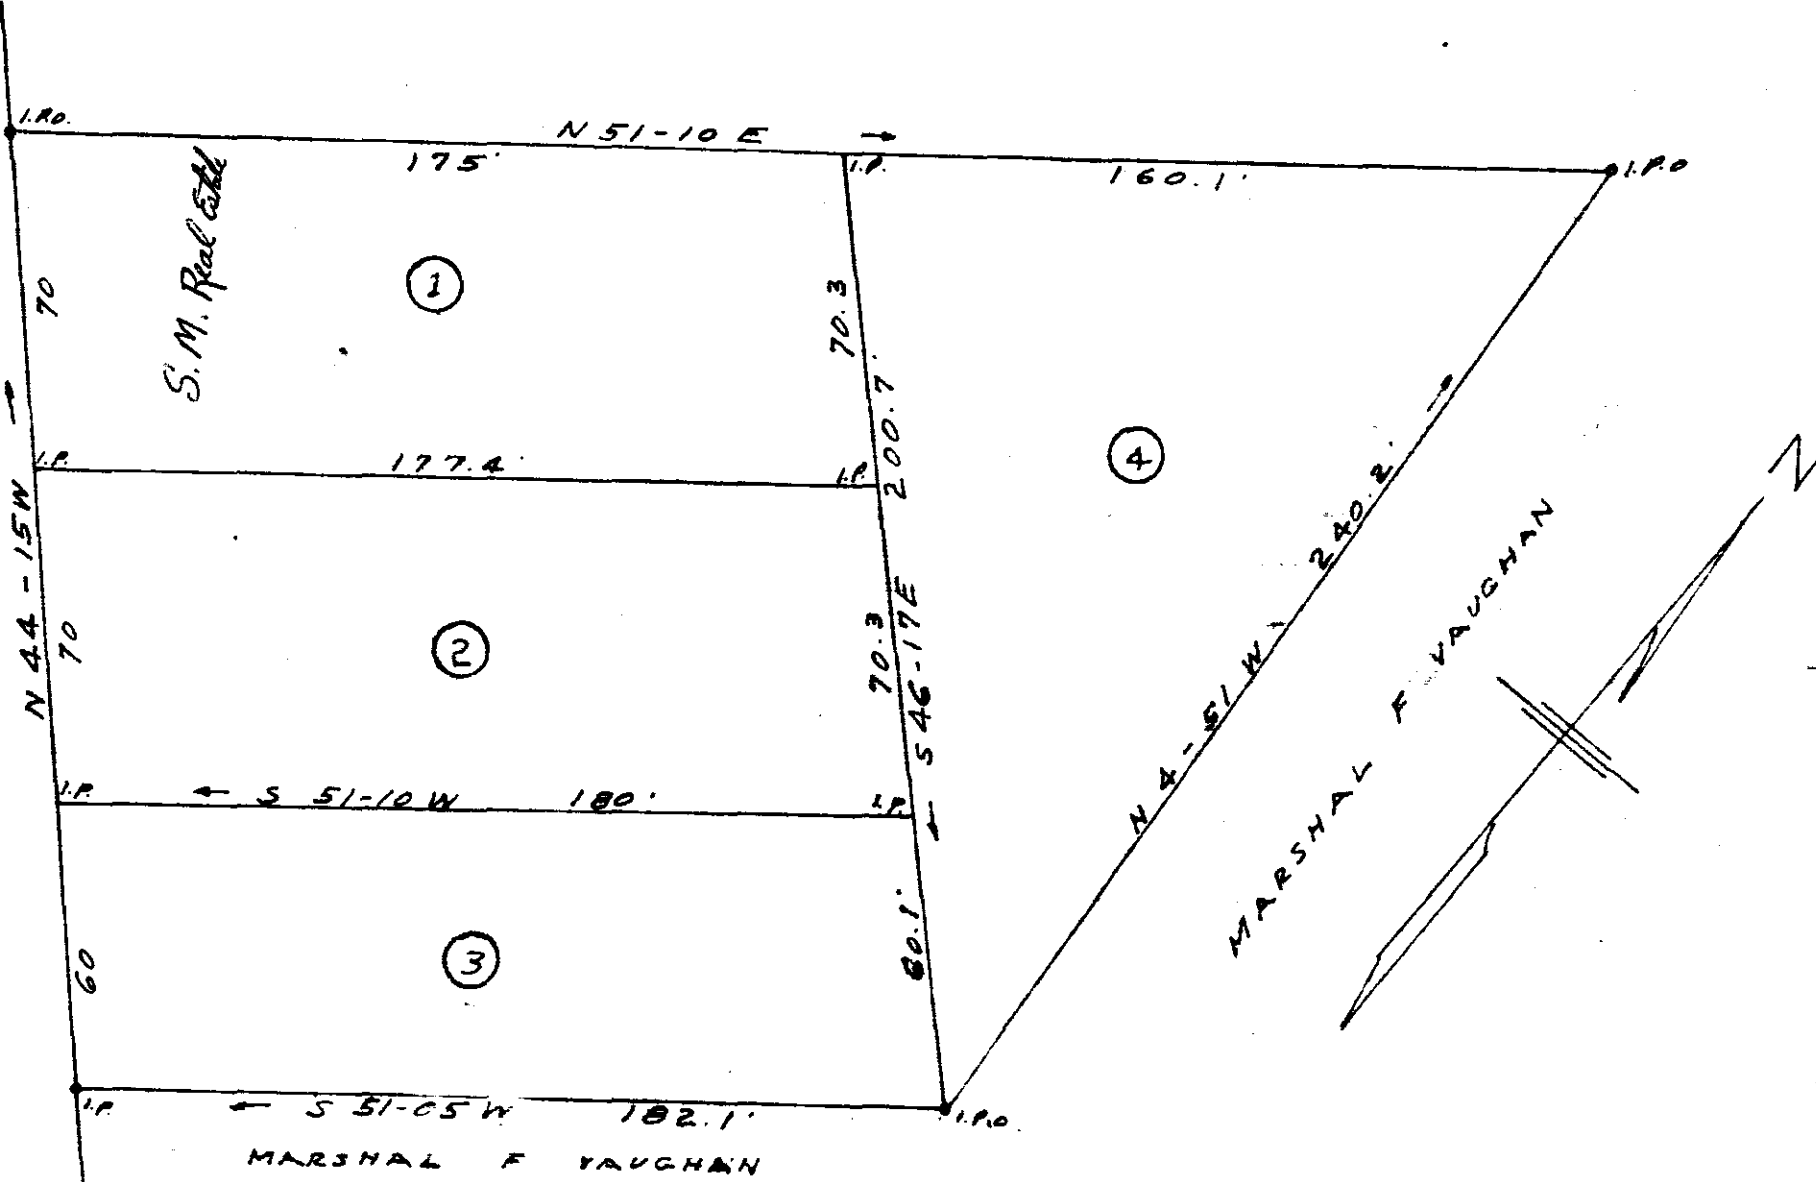 I.P.O.
N 51-10 E
175'
I.P.
160.1'
I.P.O
S. M. Real Estate
1
70
70.3
200.7'
4
I.P.
177.4'
I.P.
240.2'
N
N 44-15 W
70
2
70.3
S 46-17 E
N 4-51 W
MARSHAL F VAUGHAN
I.P.
S 51-10 W 180'
I.P.
60
3
60.1'
I.P.
S 51-05 W 182.1'
I.P.O
MARSHAL F VAUGHAN